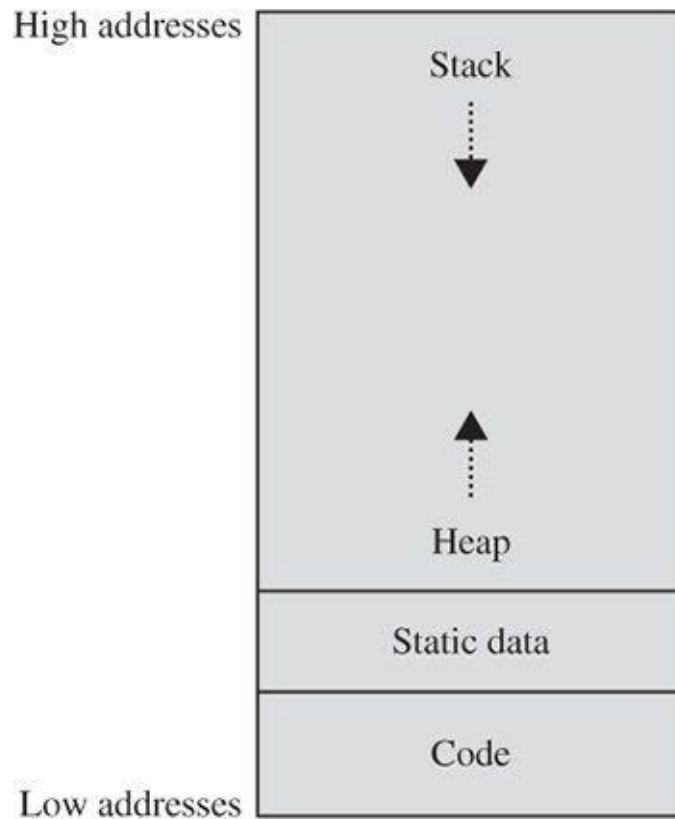 High addresses
Stack
Heap
Static data
Code
Low addresses